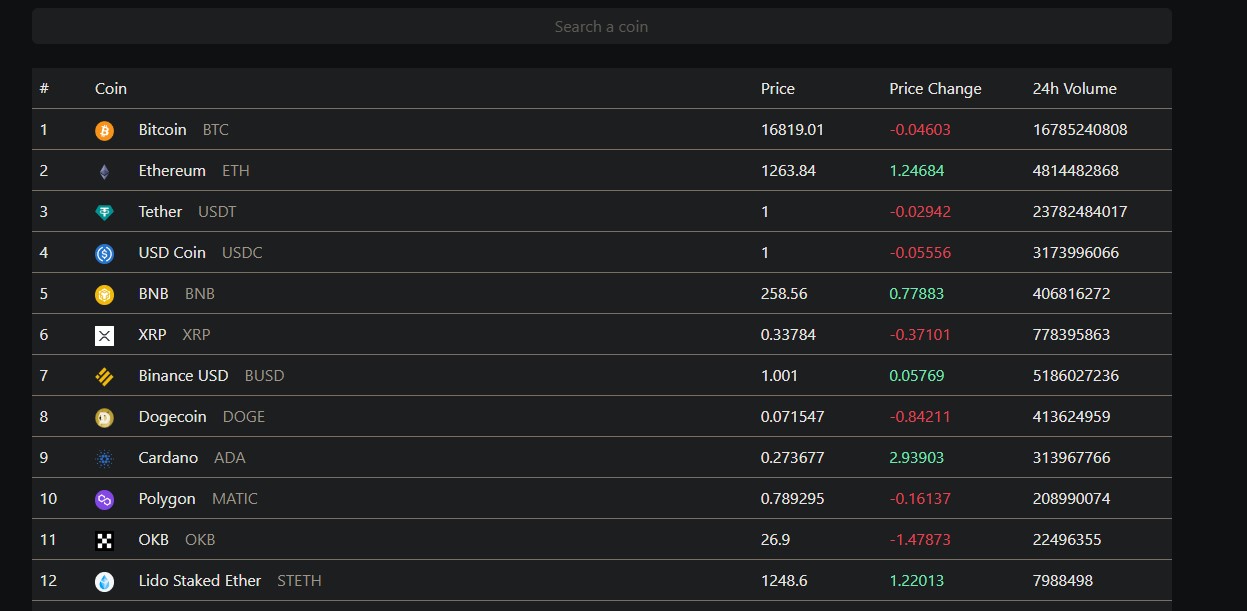 Search a coin
# Coin Price Price Change 24h Volume
1 Bitcoin BTC 16819.01 -0.04603 16785240808
2 Ethereum ETH 1263.84 1.24684 4814482868
3 Tether USDT 1 -0.02942 23782484017
4 USD Coin USDC 1 -0.05556 3173996066
5 BNB BNB 258.56 0.77883 406816272
6 XRP XRP 0.33784 -0.37101 778395863
7 Binance USD BUSD 1.001 0.05769 5186027236
8 Dogecoin DOGE 0.071547 -0.84211 413624959
9 Cardano ADA 0.273677 2.93903 313967766
10 Polygon MATIC 0.789295 -0.16137 208990074
11 OKB OKB 26.9 -1.47873 22496355
12 Lido Staked Ether STETH 1248.6 1.22013 7988498